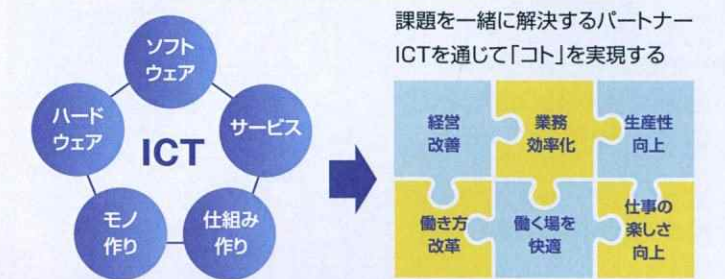 課題を一緒に解決するパートナー
ICTを通じて「コト」を実現する
ソフト
ウェア
ハード
ウェア
ICT
サービス
モノ
作り
仕組み
作り
経営
改善
業務
効率化
生産性
向上
働き方
改革
働く場を
快適
仕事の
楽しさ
向上